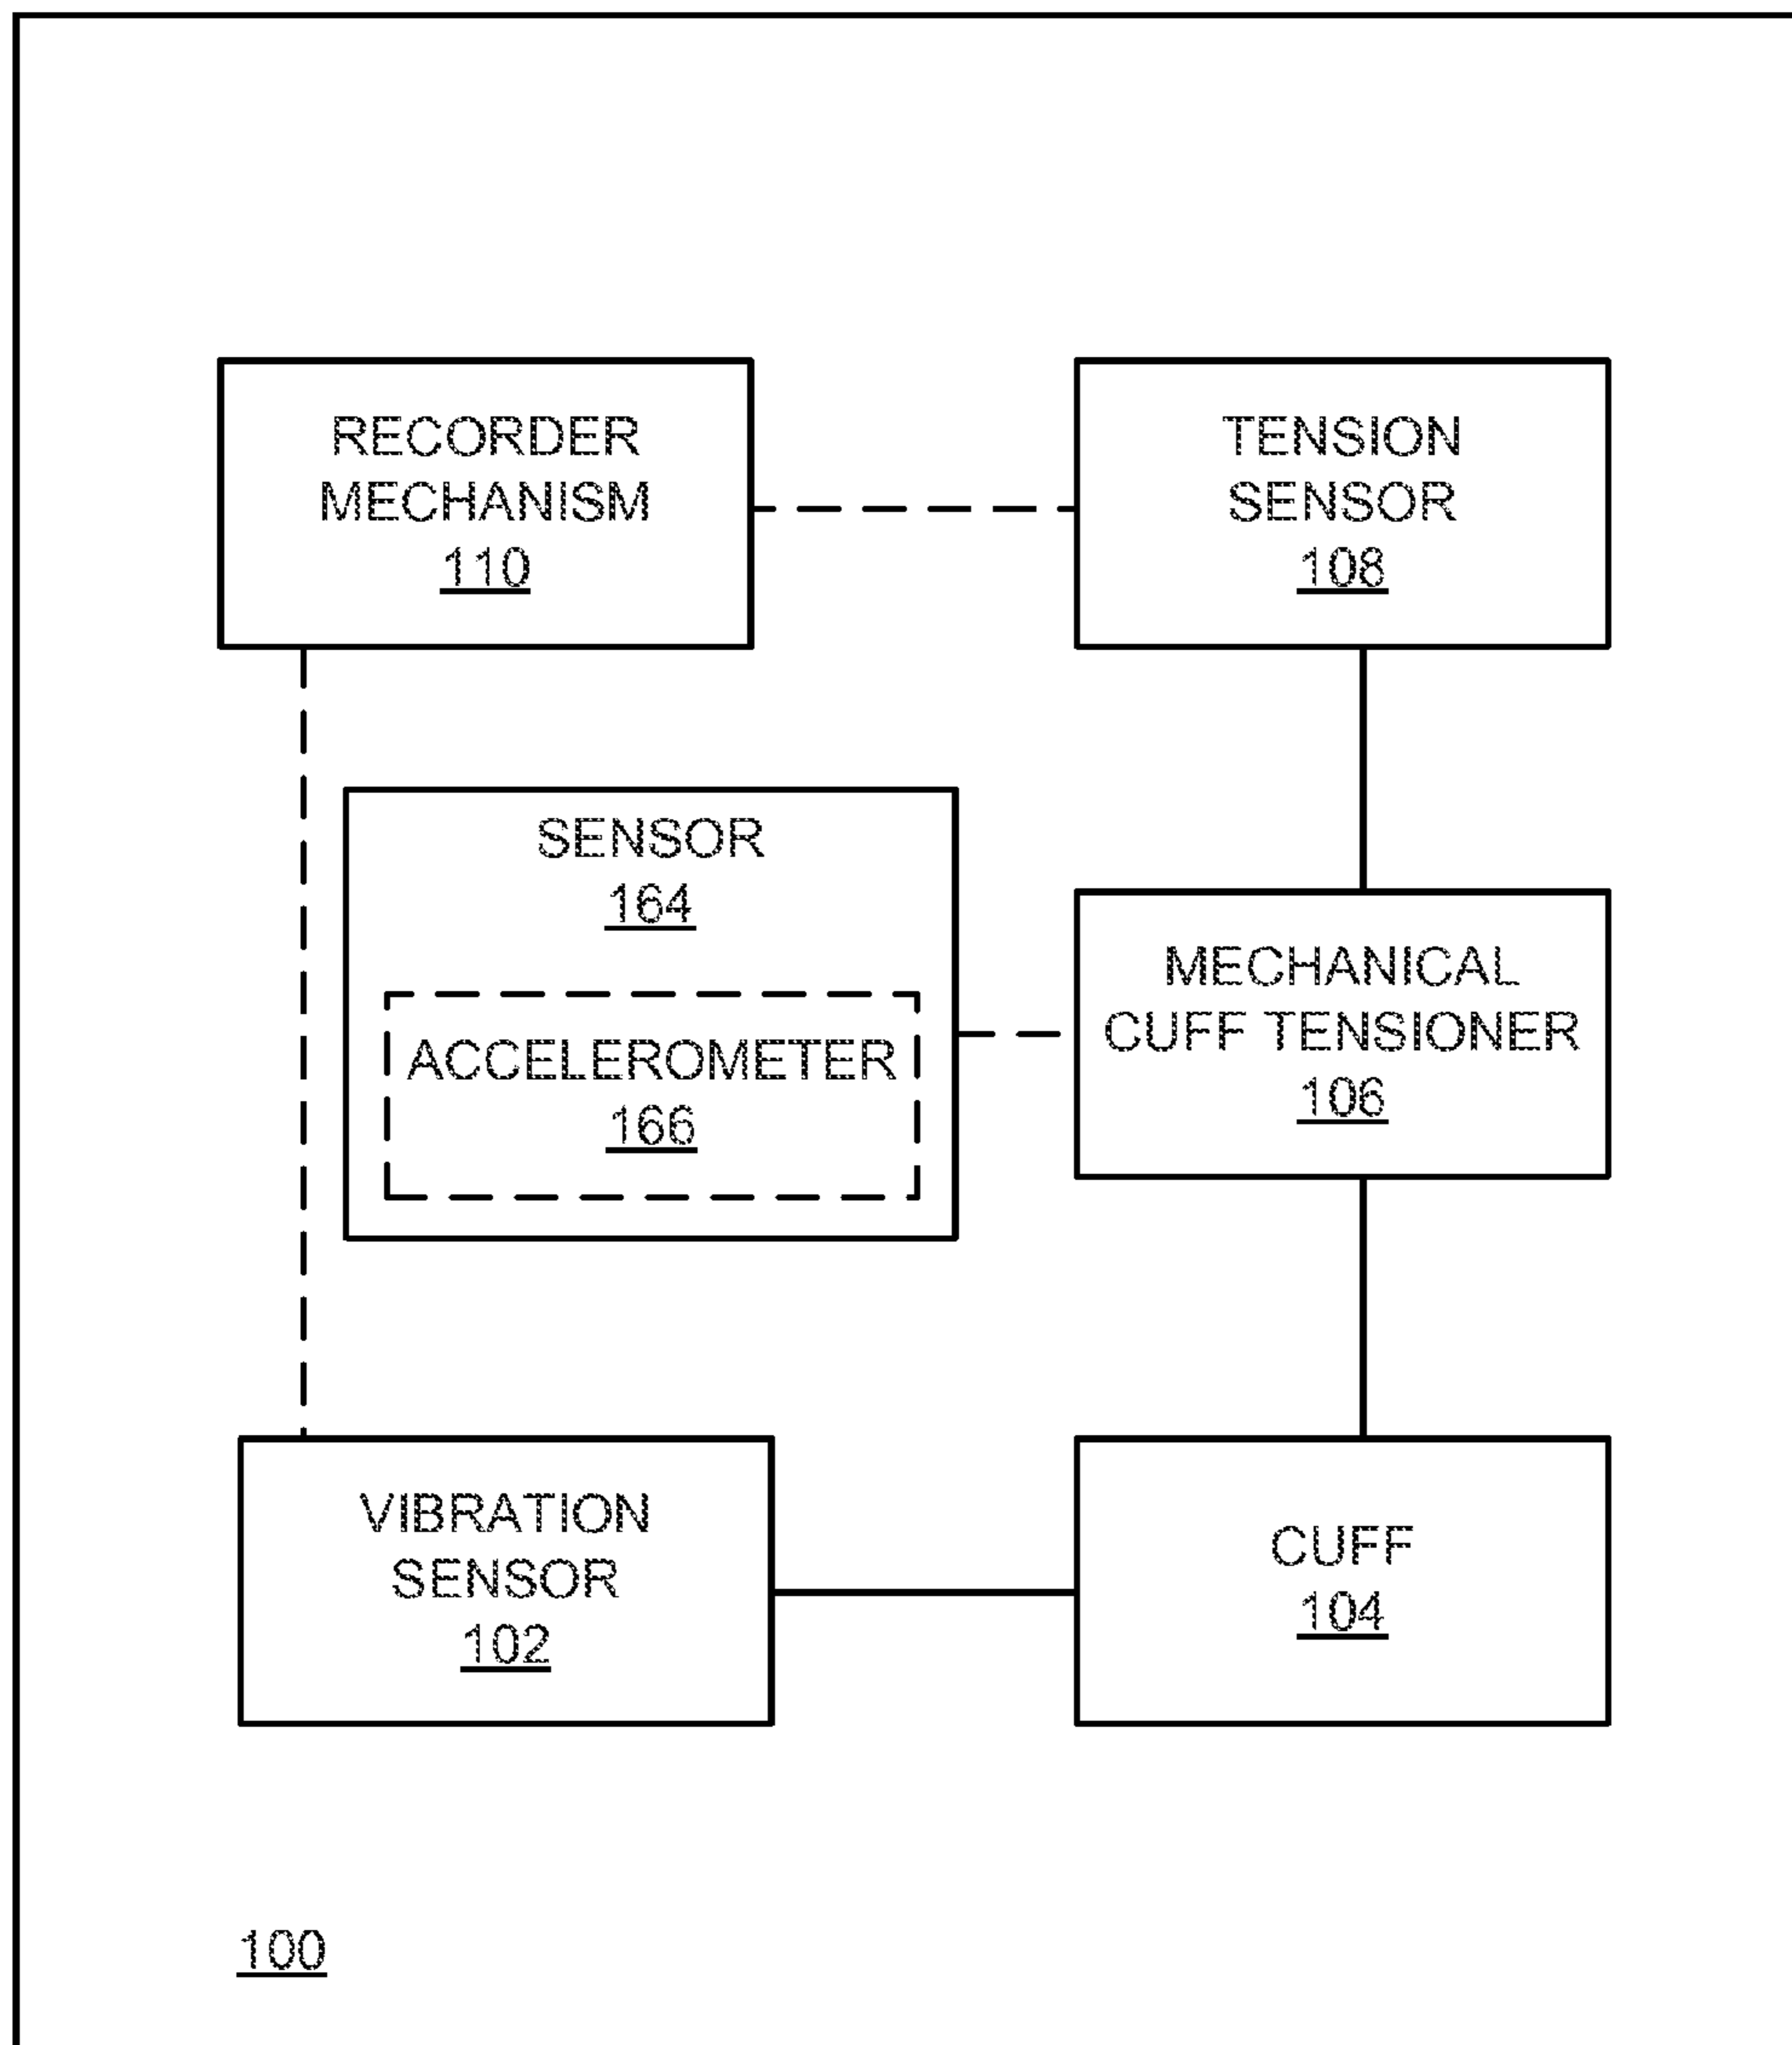 RECORDER
MECHANISM
110
TENSION
SENSOR
108
SENSOR
164
ACCELEROMETER
166
MECHANICAL
CUFF TENSIONER
106
VIBRATION
SENSOR
102
CUFF
104
100